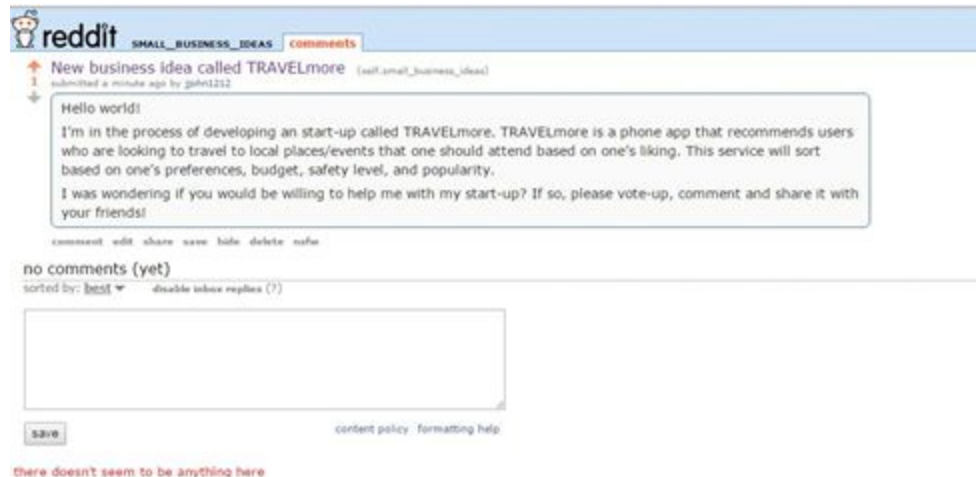 reddit SMALL_BUSINESS_IDEAS comments
New business idea called TRAVELmore (self.small_business_ideas)
1
submitted a minute ago by
Hello world!
I'm in the process of developing an start-up called TRAVELmore. TRAVELmore is a phone app that recommends users
who are looking to travel to local places/events that one should attend based on one's liking. This service will sort
based on one's preferences, budget, safety level, and popularity.
I was wondering if you would be willing to help me with my start-up? If so, please vote-up, comment and share it with
your friends!
comment edit share save hide delete nsfw
no comments (yet)
sorted by: best disable inbox replies (?)
save content policy formatting help
there doesn't seem to be anything here